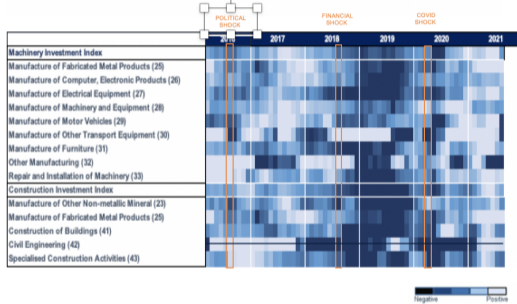 POLITICAL
SHOCK
FINANCIAL
SHOCK
COVID
SHOCK
2016 2017 2018 2019 2020 2021
Machinery Investment Index
Manufacture of Fabricated Metal Products (25)
Manufacture of Computer, Electronic Products (26)
Manufacture of Electrical Equipment (27)
Manufacture of Machinery and Equipment (28)
Manufacture of Motor Vehicles (29)
Manufacture of Other Transport Equipment (30)
Manufacture of Furniture (31)
Other Manufacturing (32)
Repair and Installation of Machinery (33)
Construction Investment Index
Manufacture of Other Non-metallic Mineral (23)
Manufacture of Fabricated Metal Products (25)
Construction of Buildings (41)
Civil Engineering (42)
Specialised Construction Activities (43)
Negative Positive